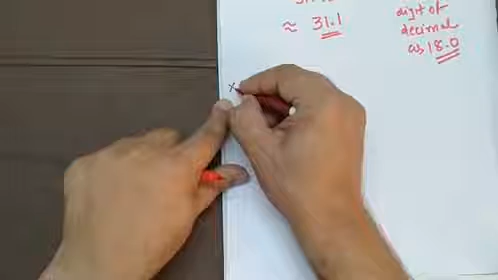 ≈ 31.1
digit of
decimal
as 18.0
x